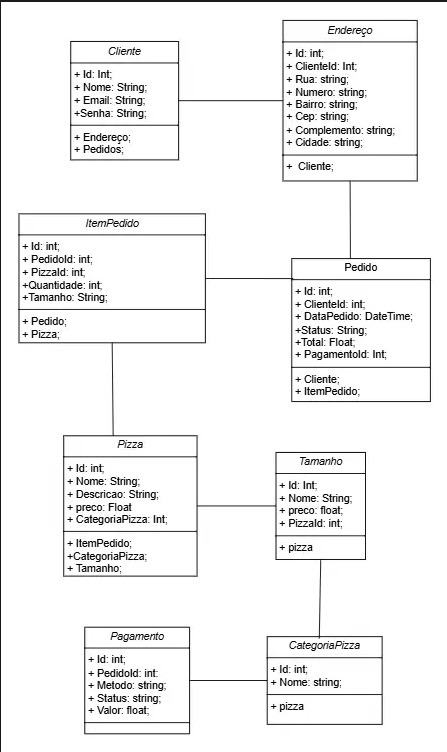 Cliente
+ Id: Int;
+ Nome: String;
+ Email: String;
+Senha: String;
+ Endereço;
+ Pedidos;
Endereço
+ Id: int;
+ ClienteId: Int;
+ Rua: string;
+ Numero: string;
+ Bairro: string;
+ Cep: string;
+ Complemento: string;
+ Cidade: string;
+ Cliente;
ItemPedido
+ Id: int;
+ PedidoId: int;
+ PizzaId: int;
+Quantidade: int;
+Tamanho: String;
+ Pedido;
+ Pizza;
Pedido
+ Id: int;
+ ClienteId: int;
+ DataPedido: DateTime;
+Status: String;
+Total: Float;
+ PagamentoId: Int;
+ Cliente;
+ ItemPedido;
Pizza
+ Id: int;
+ Nome: String;
+ Descricao: String;
+ preco: Float
+ CategoriaPizza: Int;
+ ItemPedido;
+CategoriaPizza;
+ Tamanho;
Tamanho
+ Id: Int;
+ Nome: String;
+ preco: float;
+ PizzaId: int;
+ pizza
Pagamento
+ Id: int;
+ PedidoId: int:
+ Metodo: string;
+ Status: string;
+ Valor: float;
CategoriaPizza
+ Id: int;
+ Nome: string;
+ pizza